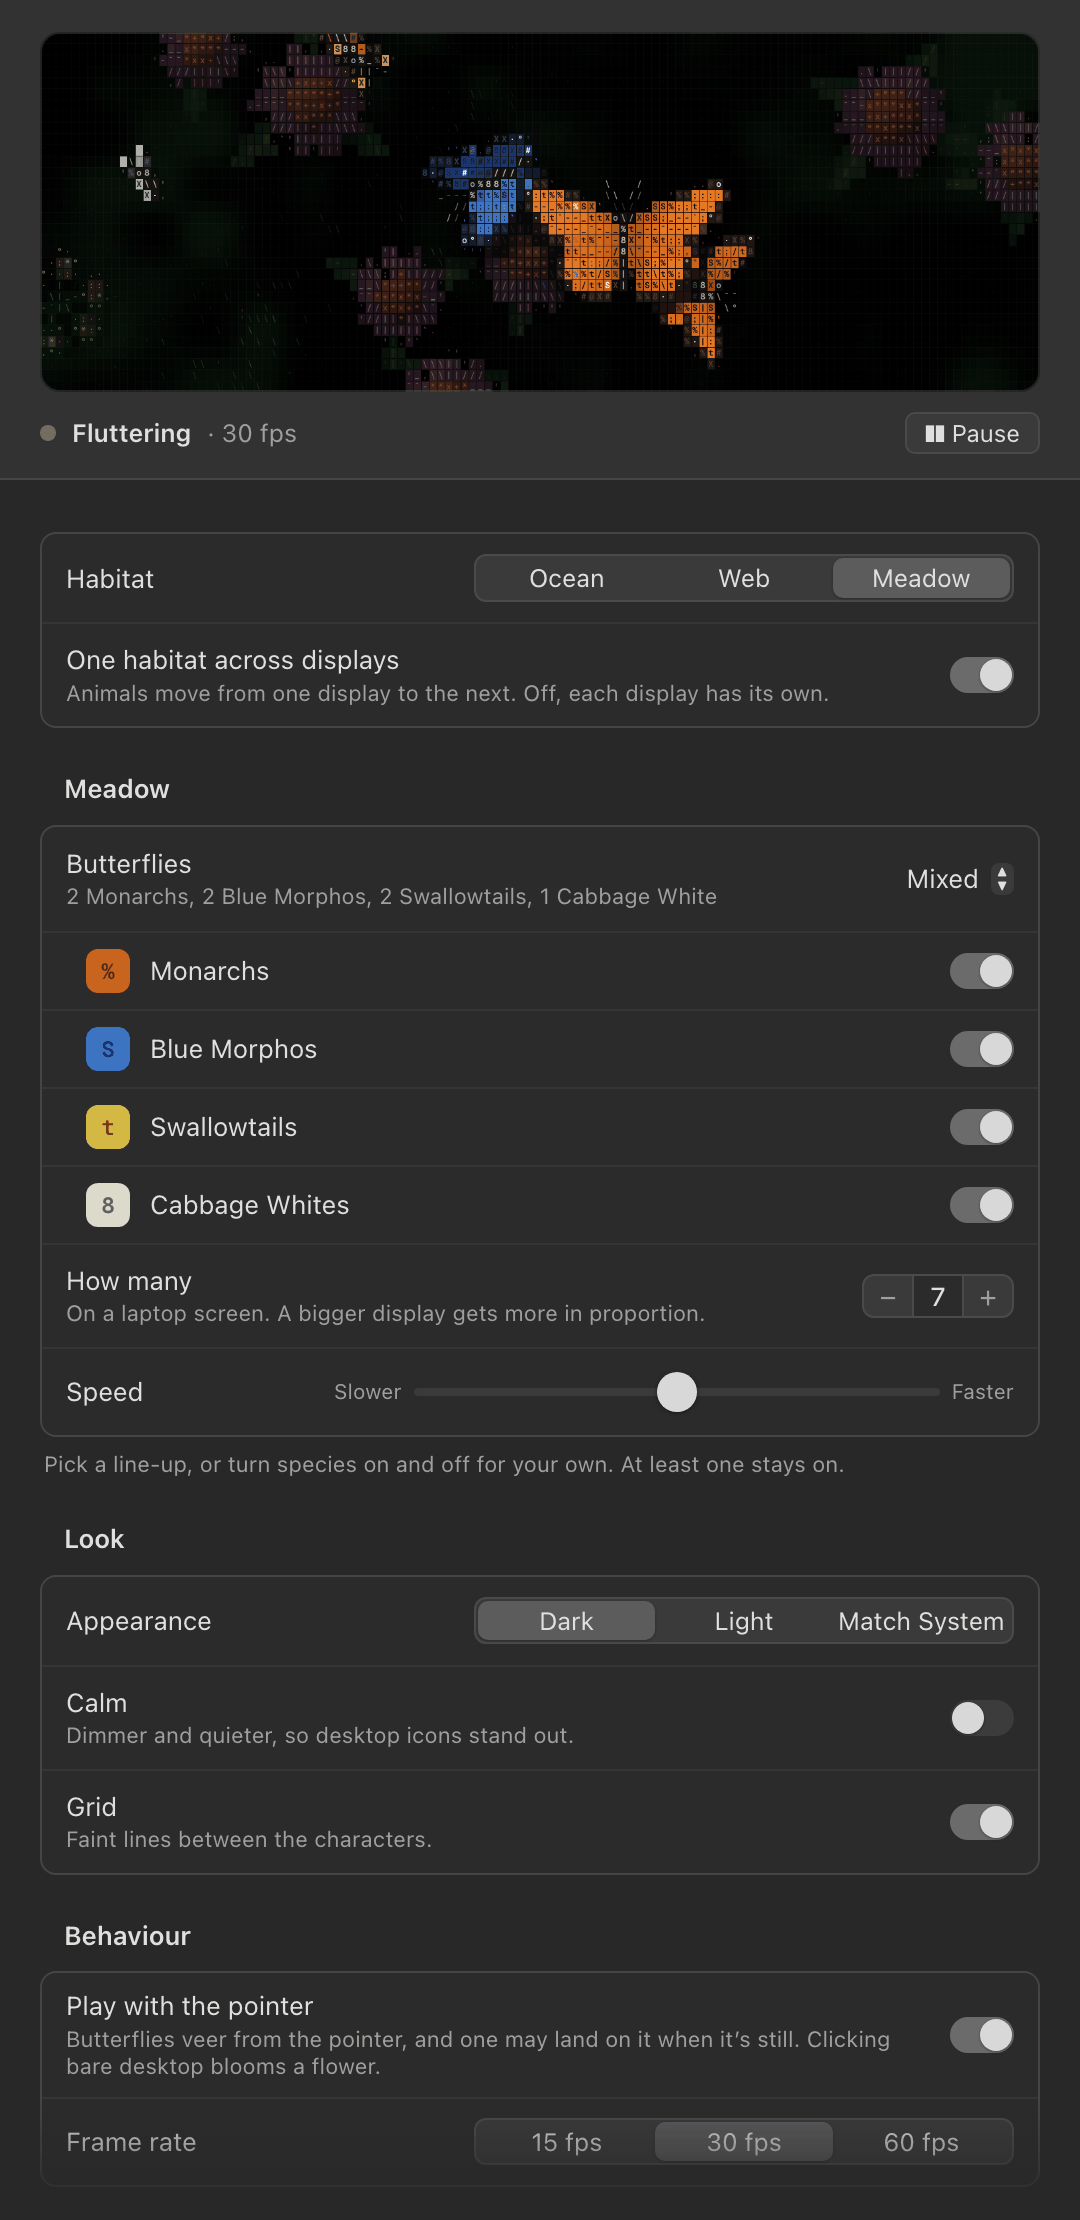 Fluttering · 30 fps
Pause
Habitat
Ocean Web Meadow
One habitat across displays
Animals move from one display to the next. Off, each display has its own.
Meadow
Butterflies
2 Monarchs, 2 Blue Morphos, 2 Swallowtails, 1 Cabbage White
Mixed
% Monarchs
S Blue Morphos
t Swallowtails
8 Cabbage Whites
How many
On a laptop screen. A bigger display gets more in proportion.
− 7 +
Speed
Slower Faster
Pick a line-up, or turn species on and off for your own. At least one stays on.
Look
Appearance
Dark Light Match System
Calm
Dimmer and quieter, so desktop icons stand out.
Grid
Faint lines between the characters.
Behaviour
Play with the pointer
Butterflies veer from the pointer, and one may land on it when it’s still. Clicking
bare desktop blooms a flower.
Frame rate
15 fps 30 fps 60 fps